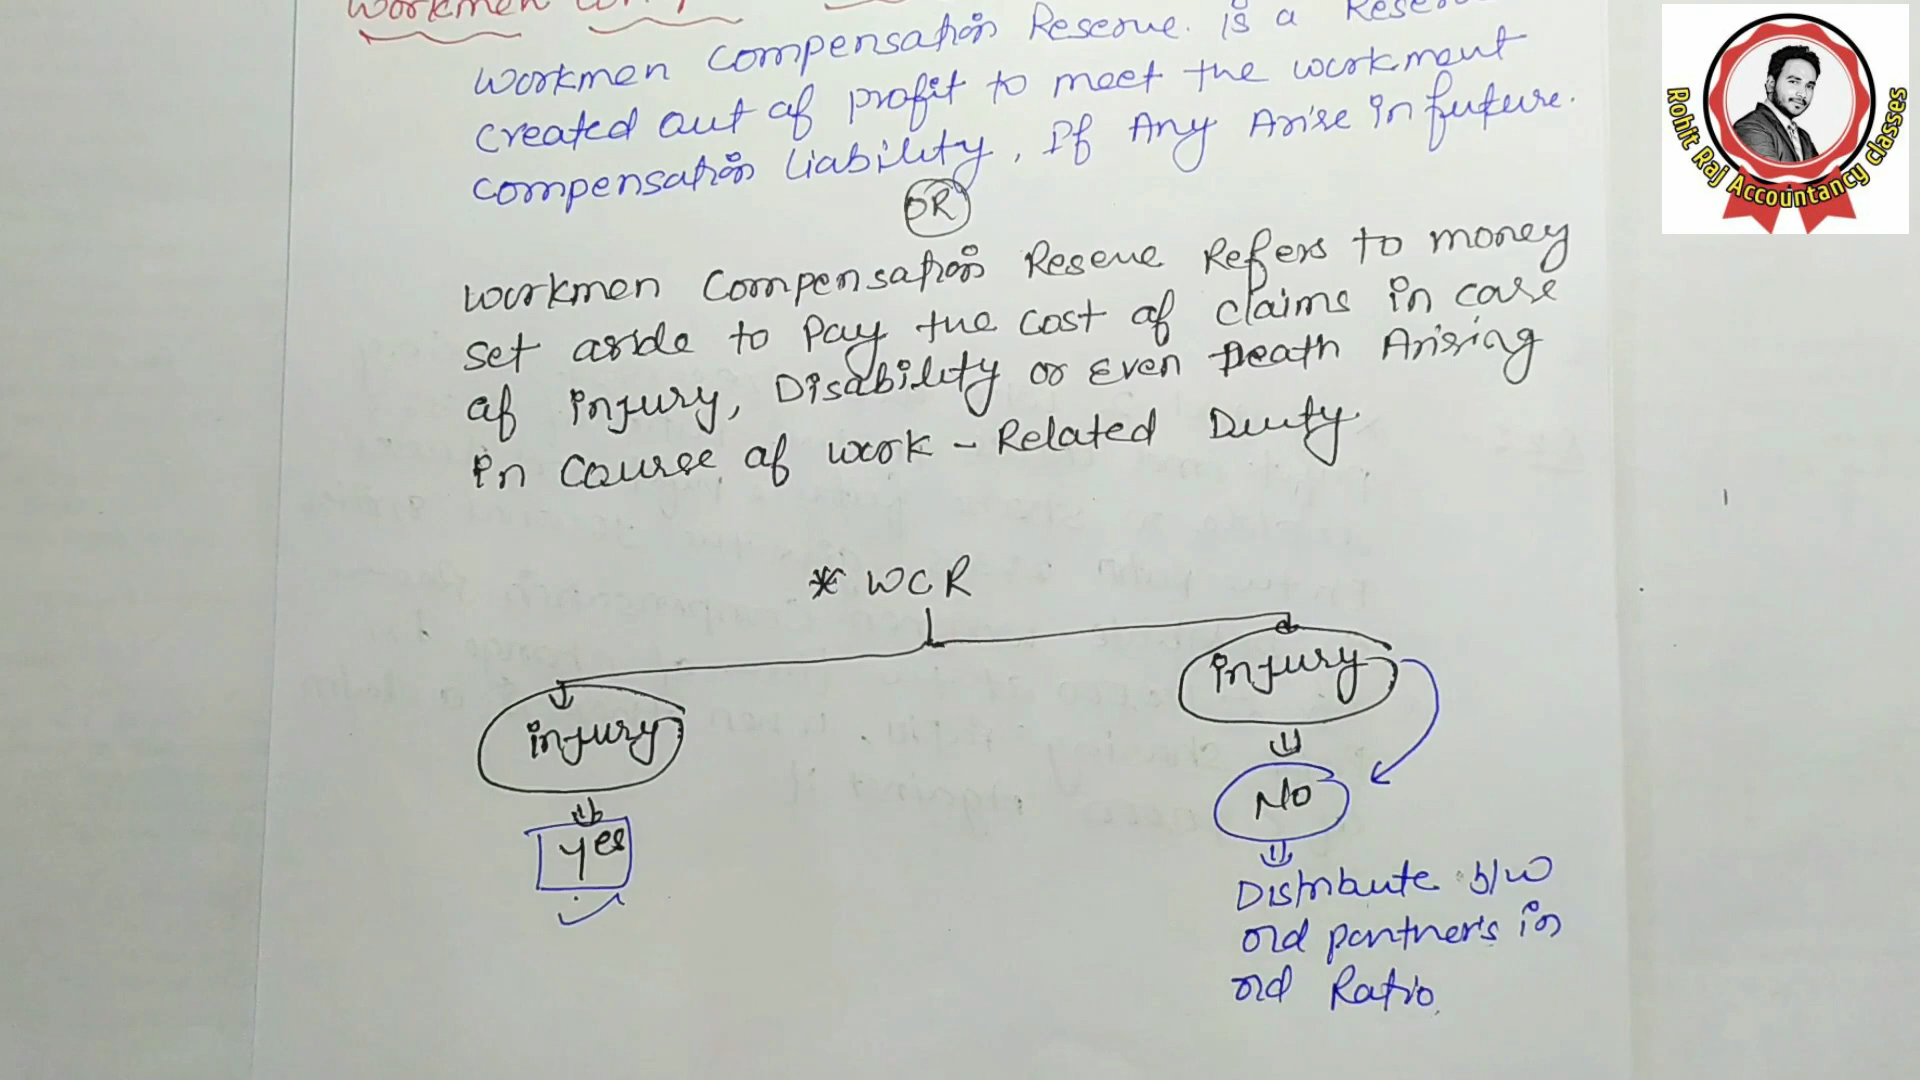 Workmen
Workmen Compensation Reserve. is a
created out of profit to meet the workment
compensation liability, If Any Arise in future.
OR
Workmen Compensation Reserve Refers to money
set aside to Pay the cost of claims in case
of injury, Disability or Even Death Arising
in Course of work - Related Duuty.
* WCR
injury
injury
Yes
No
Distribute b/w
old partner's in
old Ratio.
Rohit Raj Accountancy classes